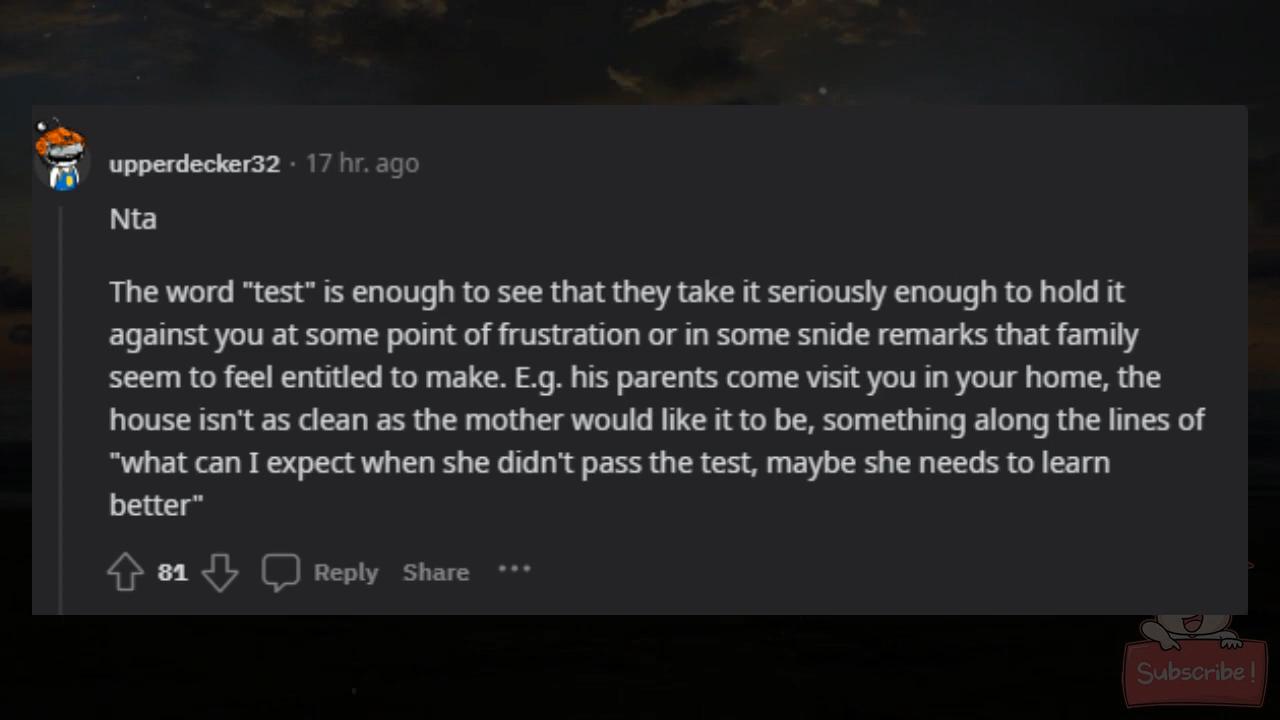 upperdecker32 · 17 hr. ago
Nta
The word "test" is enough to see that they take it seriously enough to hold it
against you at some point of frustration or in some snide remarks that family
seem to feel entitled to make. E.g. his parents come visit you in your home, the
house isn't as clean as the mother would like it to be, something along the lines of
"what can I expect when she didn't pass the test, maybe she needs to learn
better"
81 Reply Share ···
Subscribe!